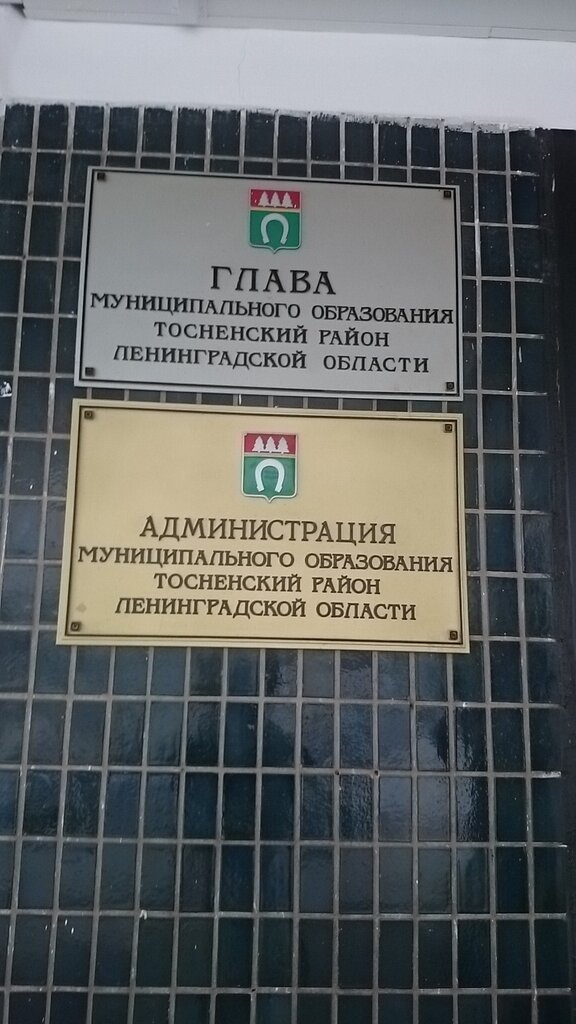 ГЛАВА
МУНИЦИПАЛЬНОГО ОБРАЗОВАНИЯ
ТОСНЕНСКИЙ РАЙОН
ЛЕНИНГРАДСКОЙ ОБЛАСТИ
АДМИНИСТРАЦИЯ
МУНИЦИПАЛЬНОГО ОБРАЗОВАНИЯ
ТОСНЕНСКИЙ РАЙОН
ЛЕНИНГРАДСКОЙ ОБЛАСТИ